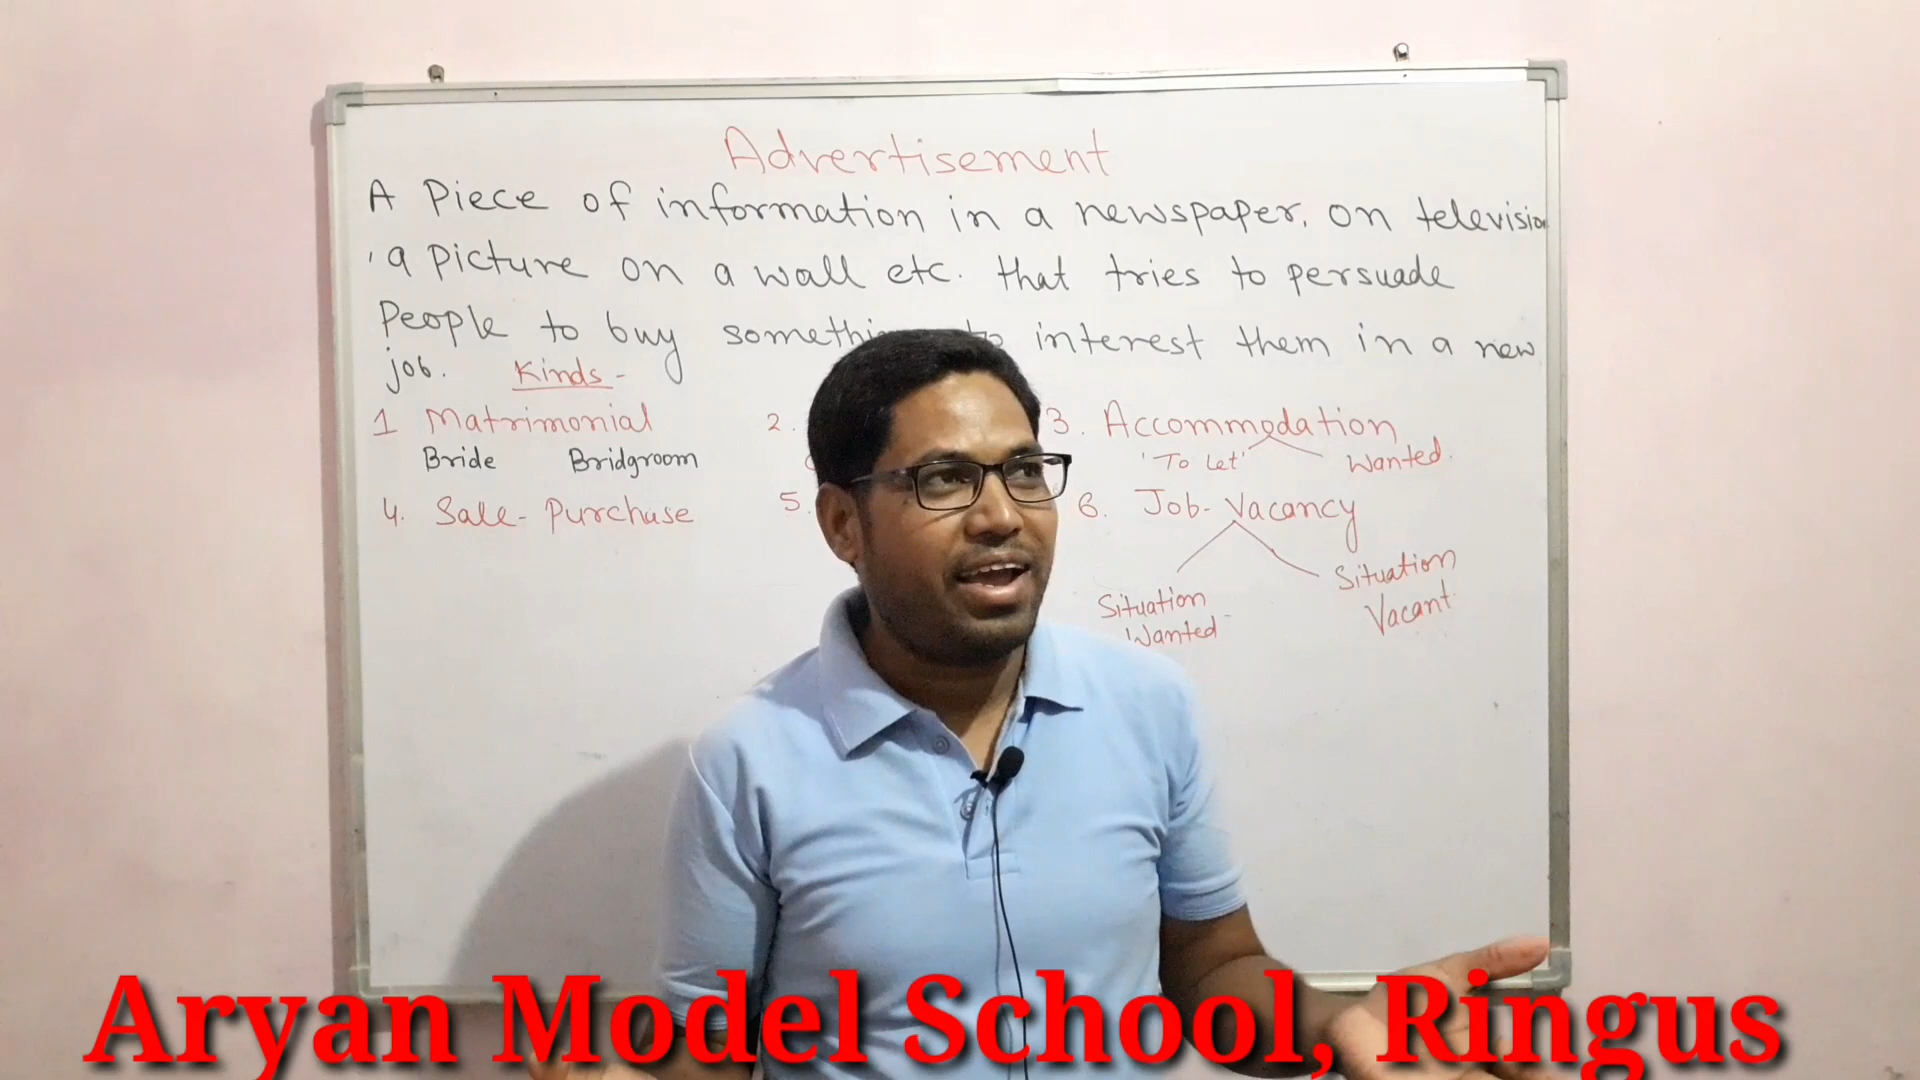 Advertisement
A Piece of information in a newspaper, on television
, a Picture on a wall etc. that tries to persuade
People to buy interest them in a new
job. Kinds -
1 Matrimonial 2. 3. Accommodation
Bride Bridgroom 'To Let' Wanted.
4. Sale - Purchase 5. 6. Job - Vacancy
Situation Wanted
Situation Vacant
Aryan Model School, Ringus